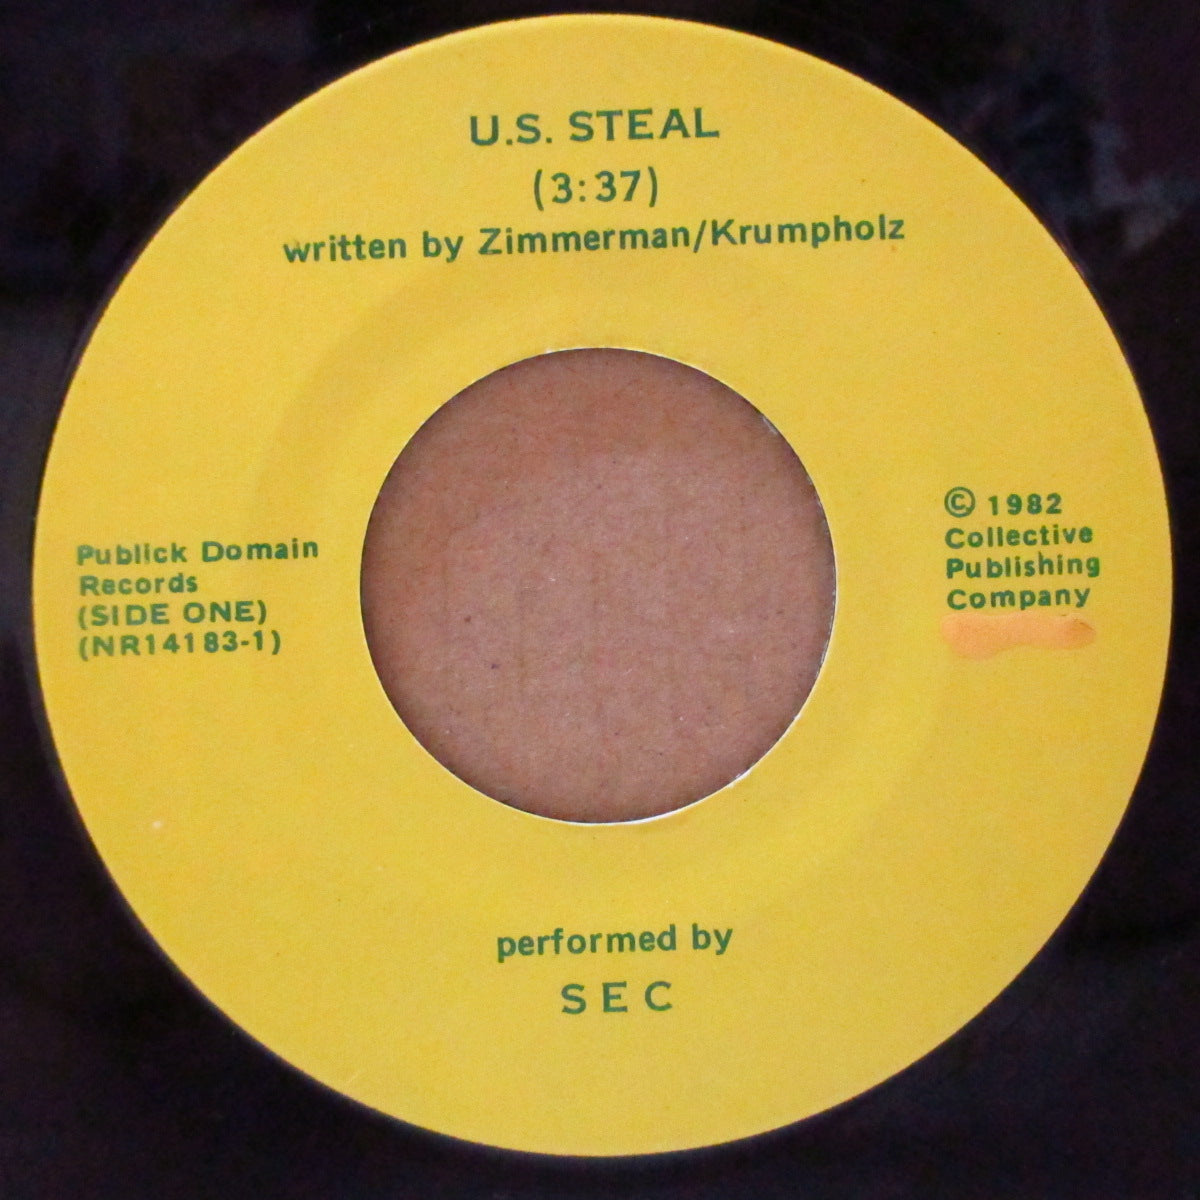 U.S. STEAL
(3:37)
written by Zimmerman/Krumpholz
Publick Domain
Records
(SIDE ONE)
(NR14183-1)
© 1982
Collective
Publishing
Company
performed by
SEC